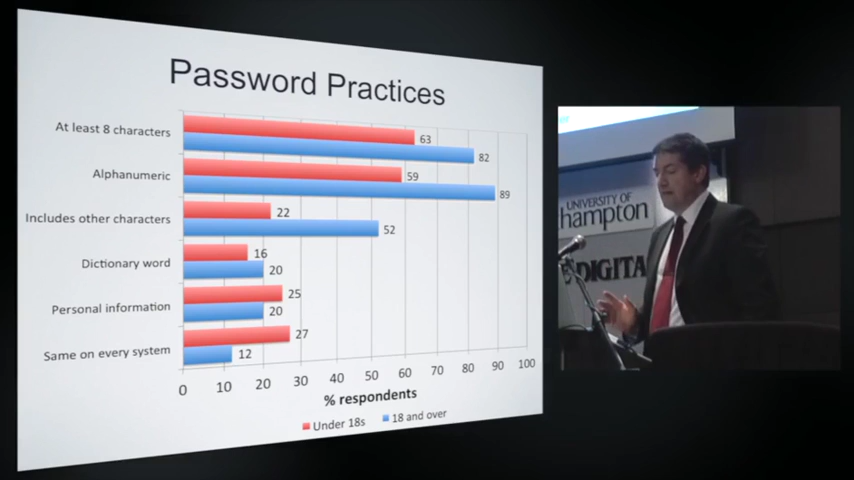 Password Practices
At least 8 characters
63
82
Alphanumeric
59
89
Includes other characters
22
52
Dictionary word
16
20
Personal information
25
20
Same on every system
27
12
0 10 20 30 40 50 60 70 80 90 100
% respondents
Under 18s 18 and over
UNIVERSITY OF
hampton
DIGITA